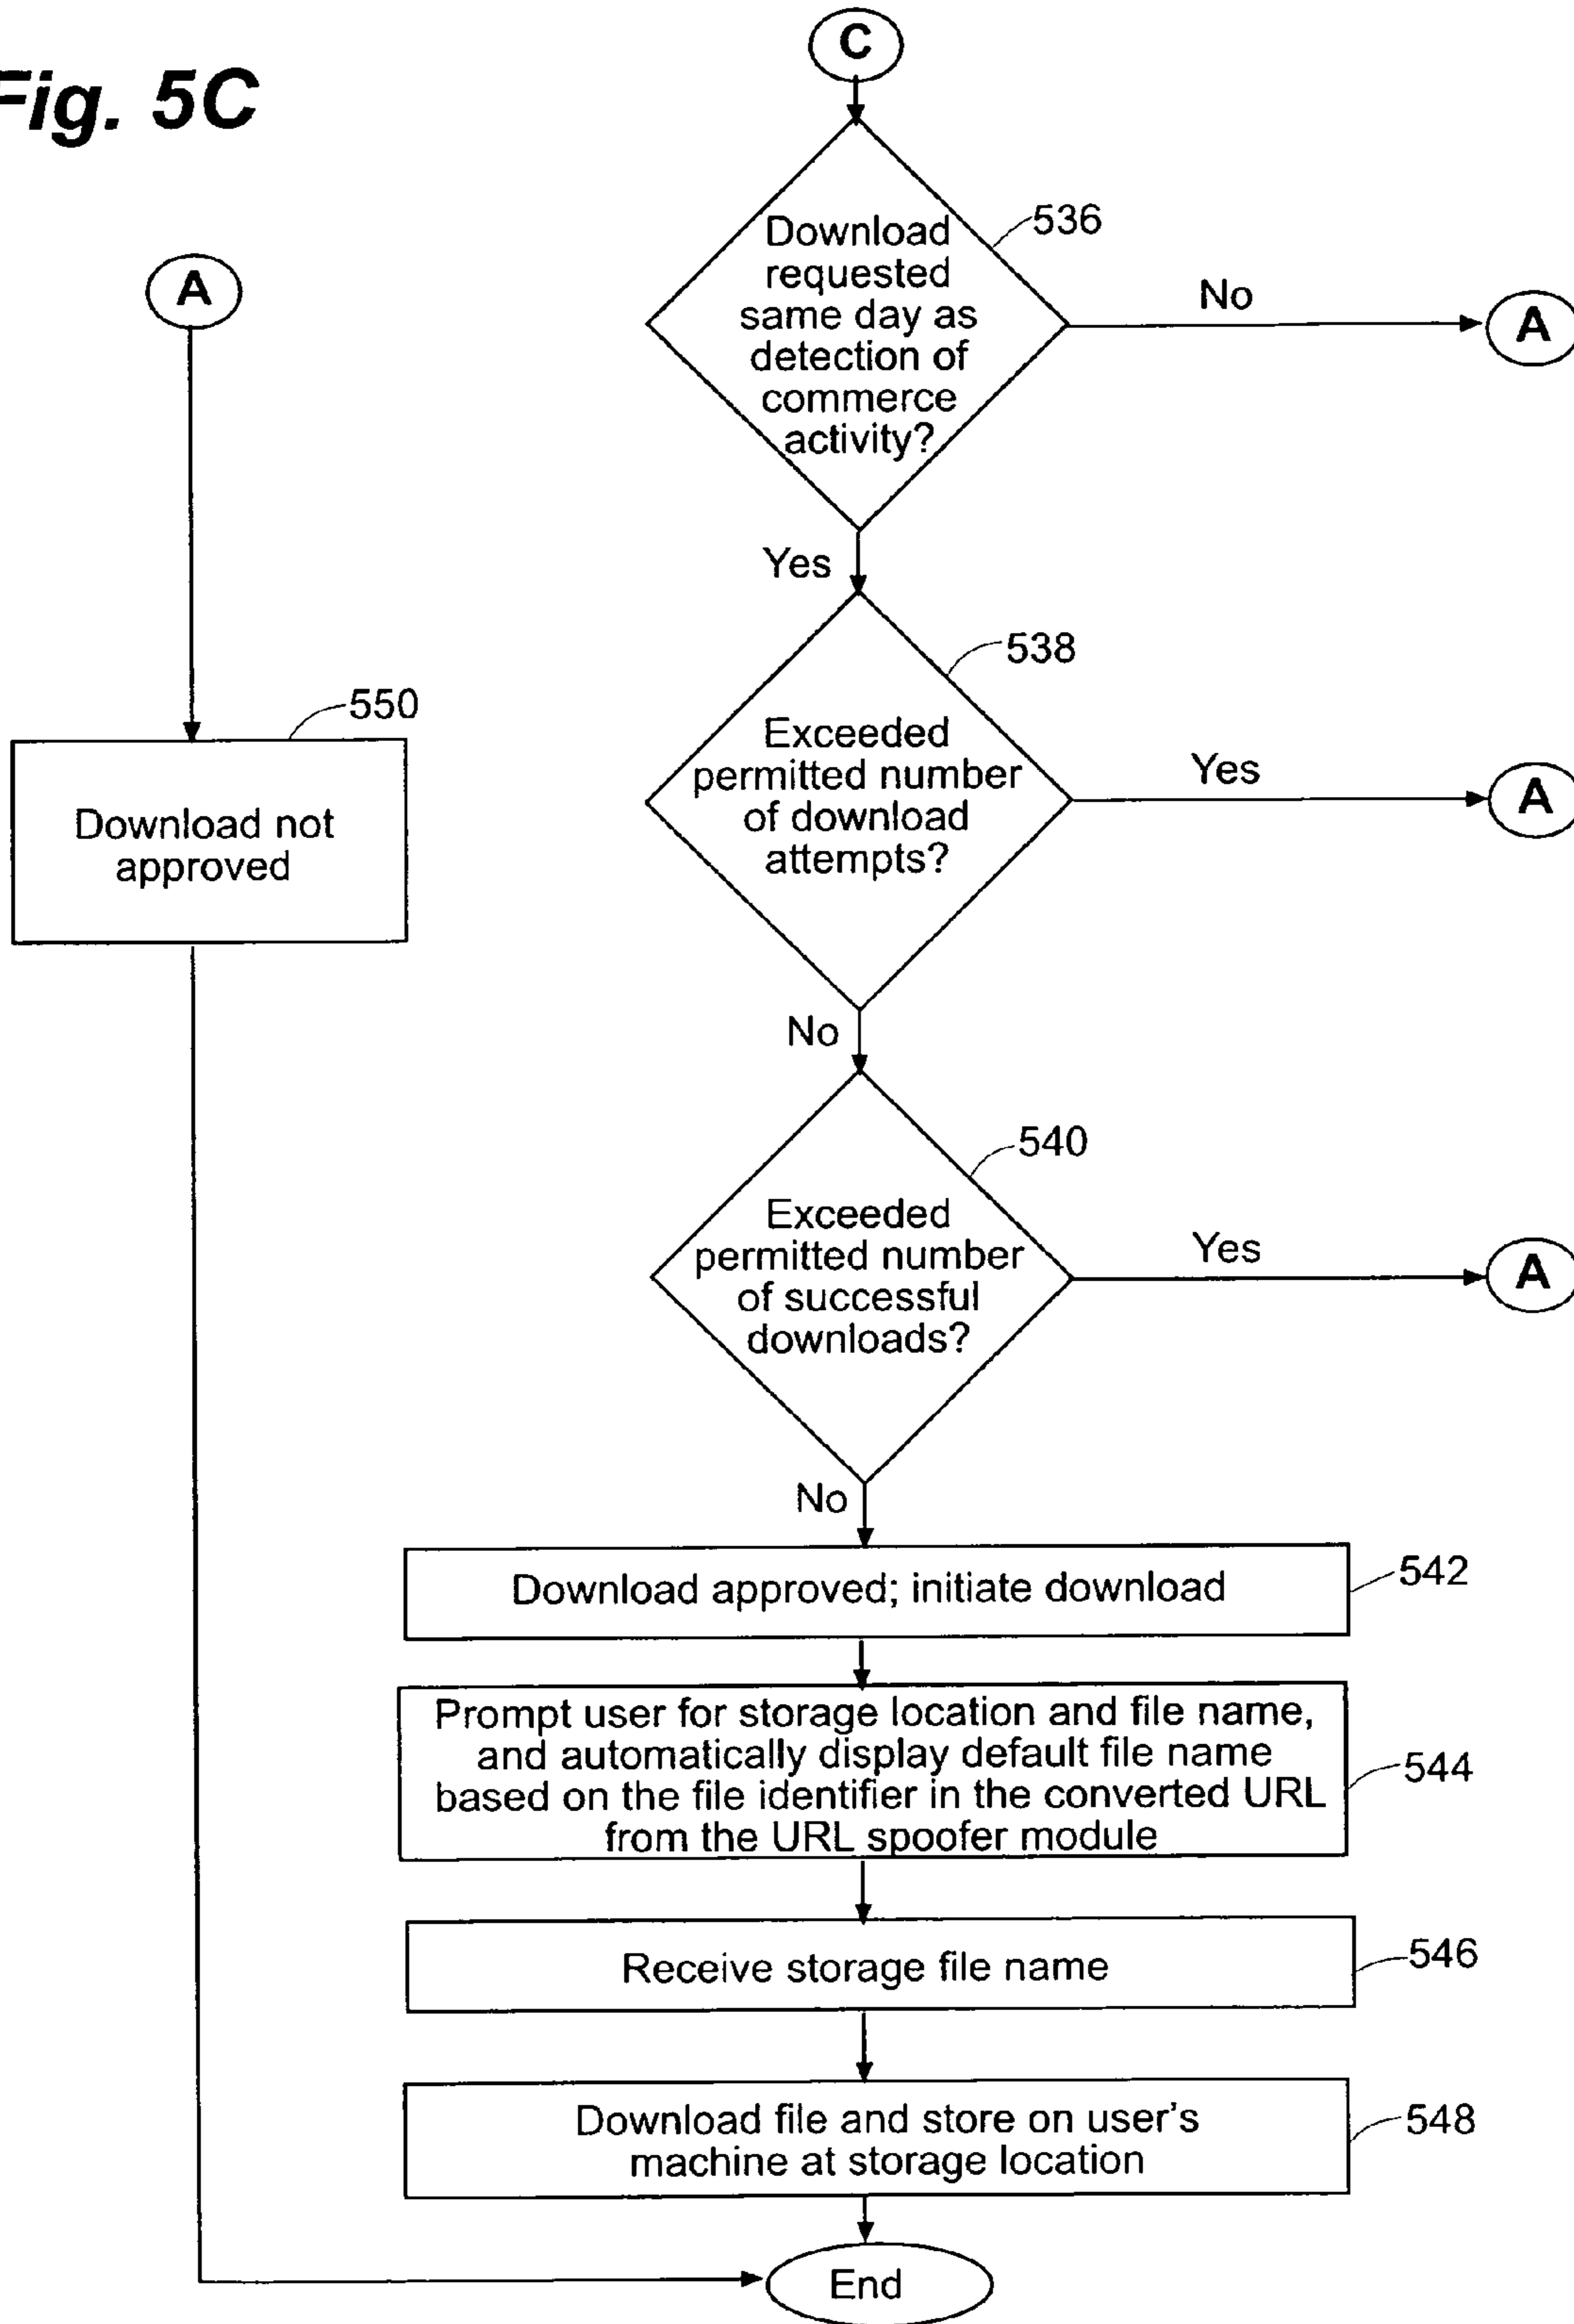 Fig. 5C
C
Download
requested
same day as
detection of
commerce
activity?
536
No
A
A
Yes
Exceeded
permitted number
of download
attempts?
538
Yes
A
550
Download not
approved
No
Exceeded
permitted number
of successful
downloads?
540
Yes
A
No
Download approved; initiate download
542
Prompt user for storage location and file name,
and automatically display default file name
based on the file identifier in the converted URL
from the URL spoofer module
544
Receive storage file name
546
Download file and store on user's
machine at storage location
548
End